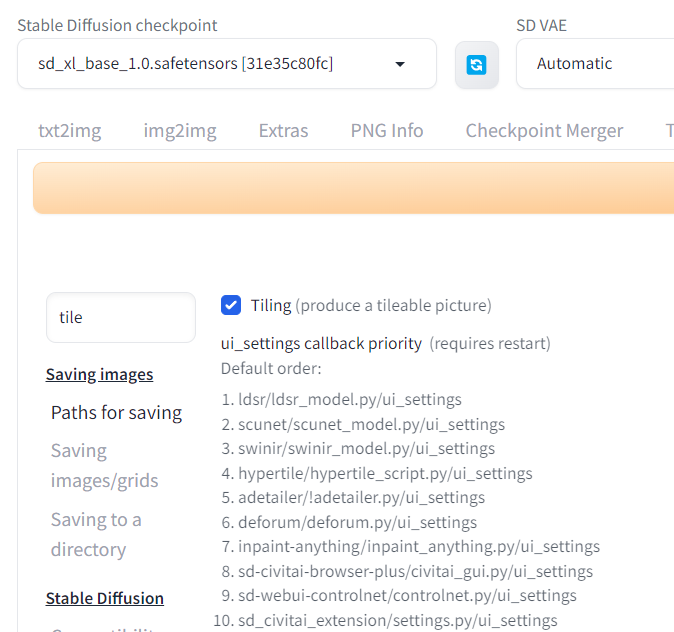 Stable Diffusion checkpoint
SD VAE
sd_xl_base_1.0.safetensors [31e35c80fc]
Automatic
txt2img img2img Extras PNG Info Checkpoint Merger T
tile
Saving images
Paths for saving
Saving
images/grids
Saving to a
directory
Stable Diffusion
Tiling (produce a tileable picture)
ui_settings callback priority (requires restart)
Default order:
1. ldsr/ldsr_model.py/ui_settings
2. scunet/scunet_model.py/ui_settings
3. swinir/swinir_model.py/ui_settings
4. hypertile/hypertile_script.py/ui_settings
5. adetailer/!adetailer.py/ui_settings
6. deforum/deforum.py/ui_settings
7. inpaint-anything/inpaint_anything.py/ui_settings
8. sd-civitai-browser-plus/civitai_gui.py/ui_settings
9. sd-webui-controlnet/controlnet.py/ui_settings
10. sd_civitai_extension/settings.py/ui_settings